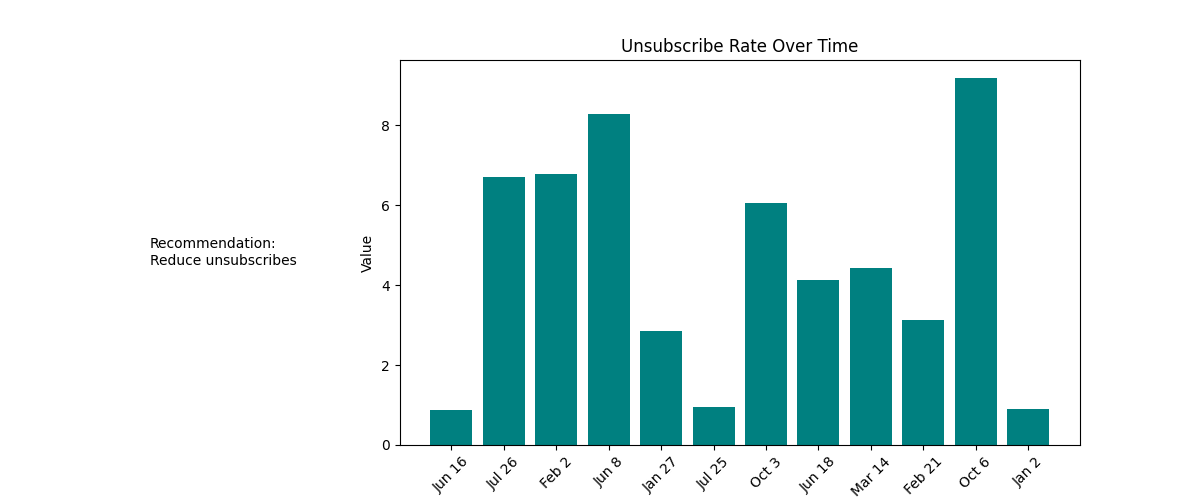 Unsubscribe Rate Over Time
Recommendation:
Reduce unsubscribes
Value
8
6
4
2
0
Jun 16
Jul 26
Feb 2
Jun 8
Jan 27
Jul 25
Oct 3
Jun 18
Mar 14
Feb 21
Oct 6
Jan 2